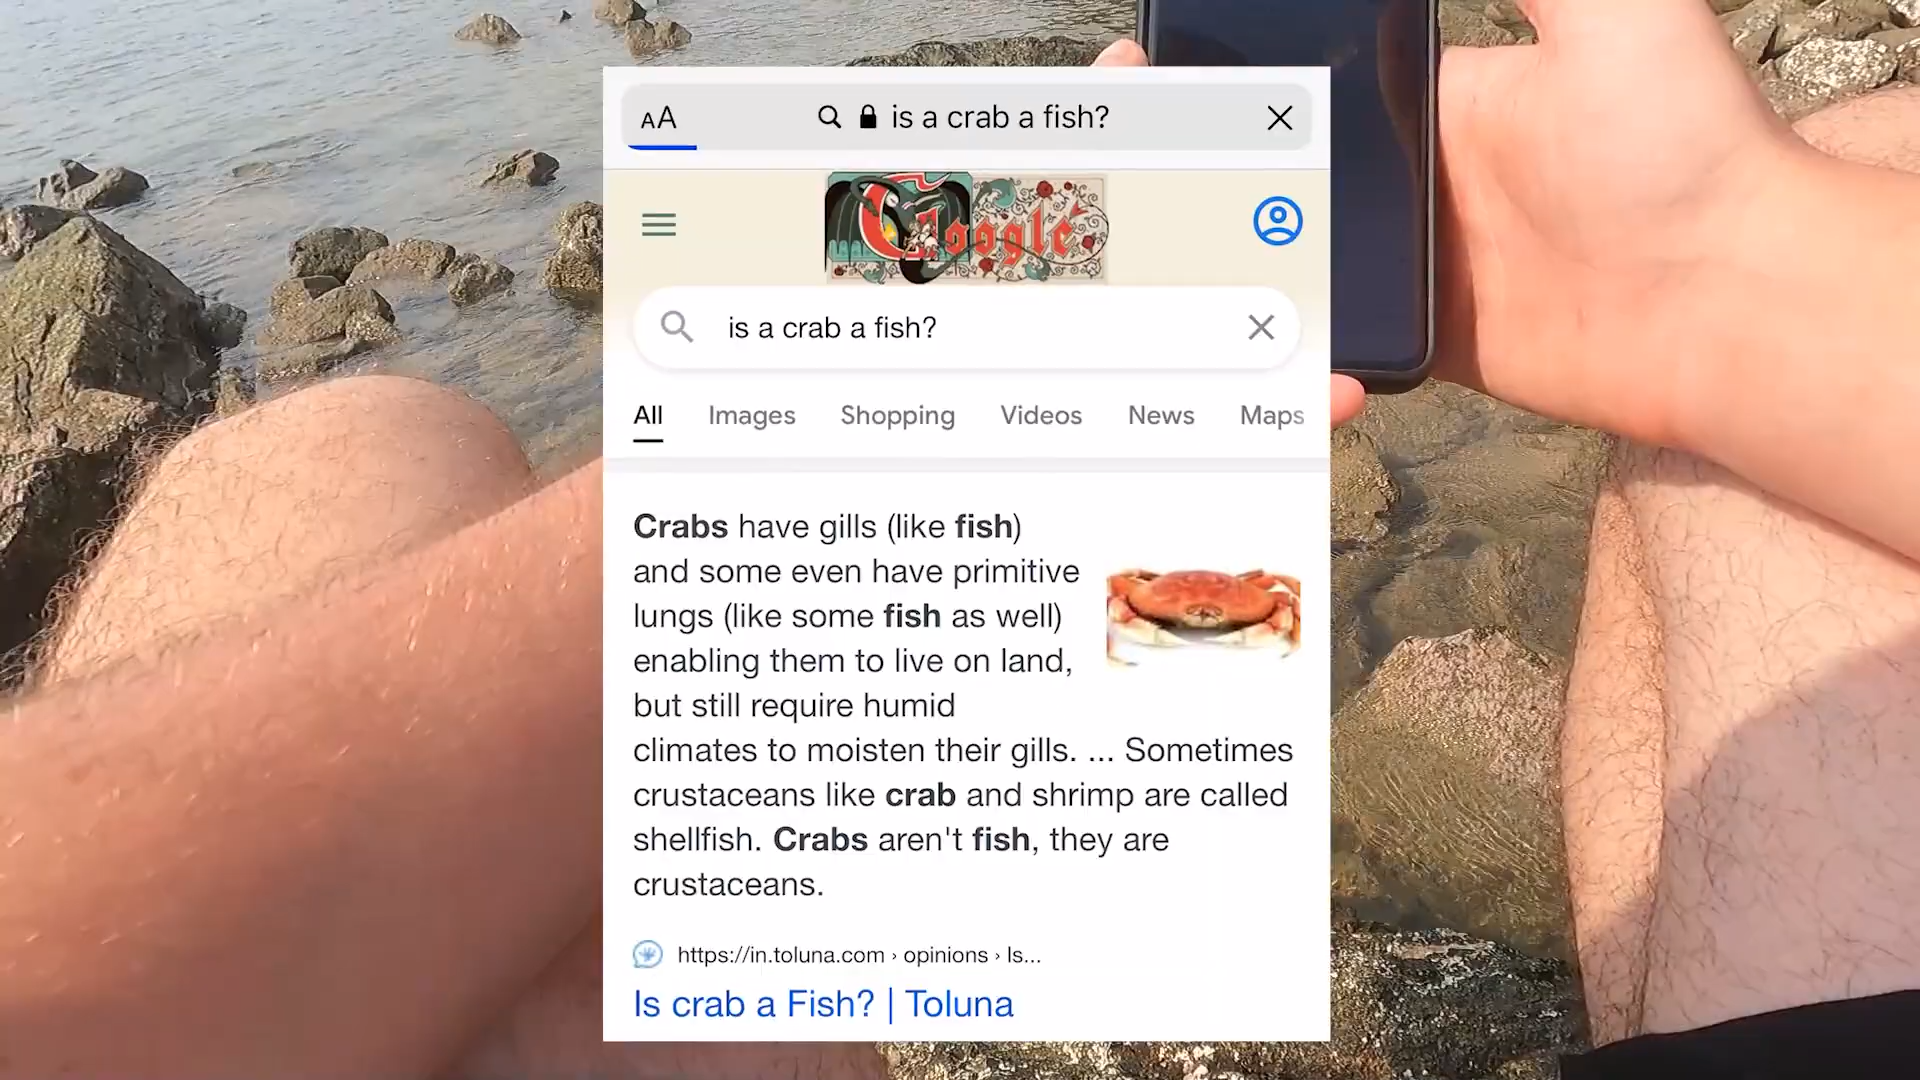 AA is a crab a fish?
Google
is a crab a fish?
All Images Shopping Videos News Maps
Crabs have gills (like fish)
and some even have primitive
lungs (like some fish as well)
enabling them to live on land,
but still require humid
climates to moisten their gills. ... Sometimes
crustaceans like crab and shrimp are called
shellfish. Crabs aren't fish, they are
crustaceans.
https://in.toluna.com › opinions › Is...
Is crab a Fish? | Toluna